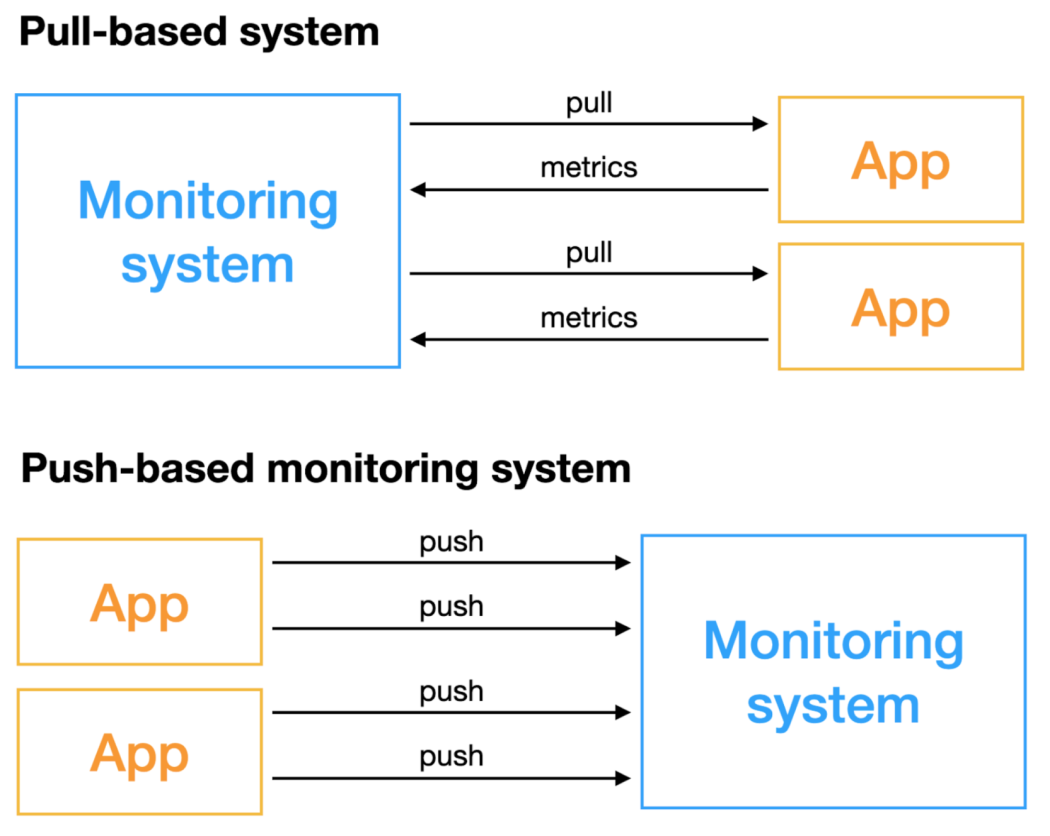 Pull-based system
Monitoring
system
pull
metrics
pull
metrics
App
App
Push-based monitoring system
App
App
push
push
push
push
Monitoring
system